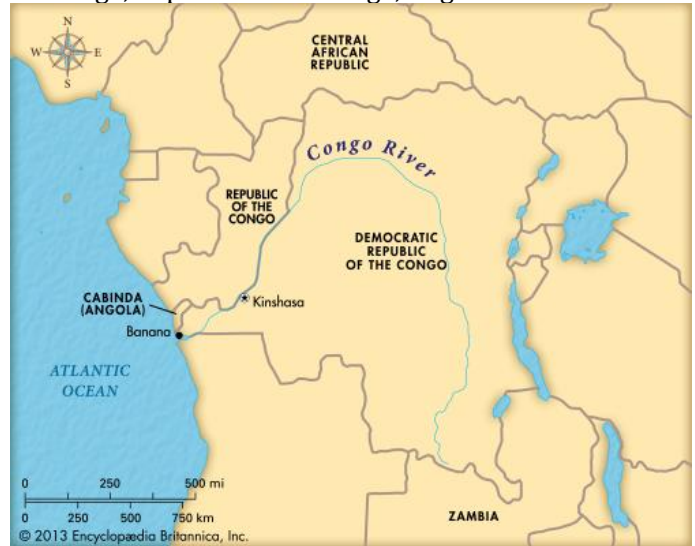 N
W E
S
CENTRAL
AFRICAN
REPUBLIC
Congo River
REPUBLIC
OF THE
CONGO
DEMOCRATIC
REPUBLIC
OF THE CONGO
CABINDA
(ANGOLA)
Kinshasa
Banana
ATLANTIC
OCEAN
0 250 500 mi
0 250 500 750 km
ZAMBIA
© 2013 Encyclopædia Britannica, Inc.